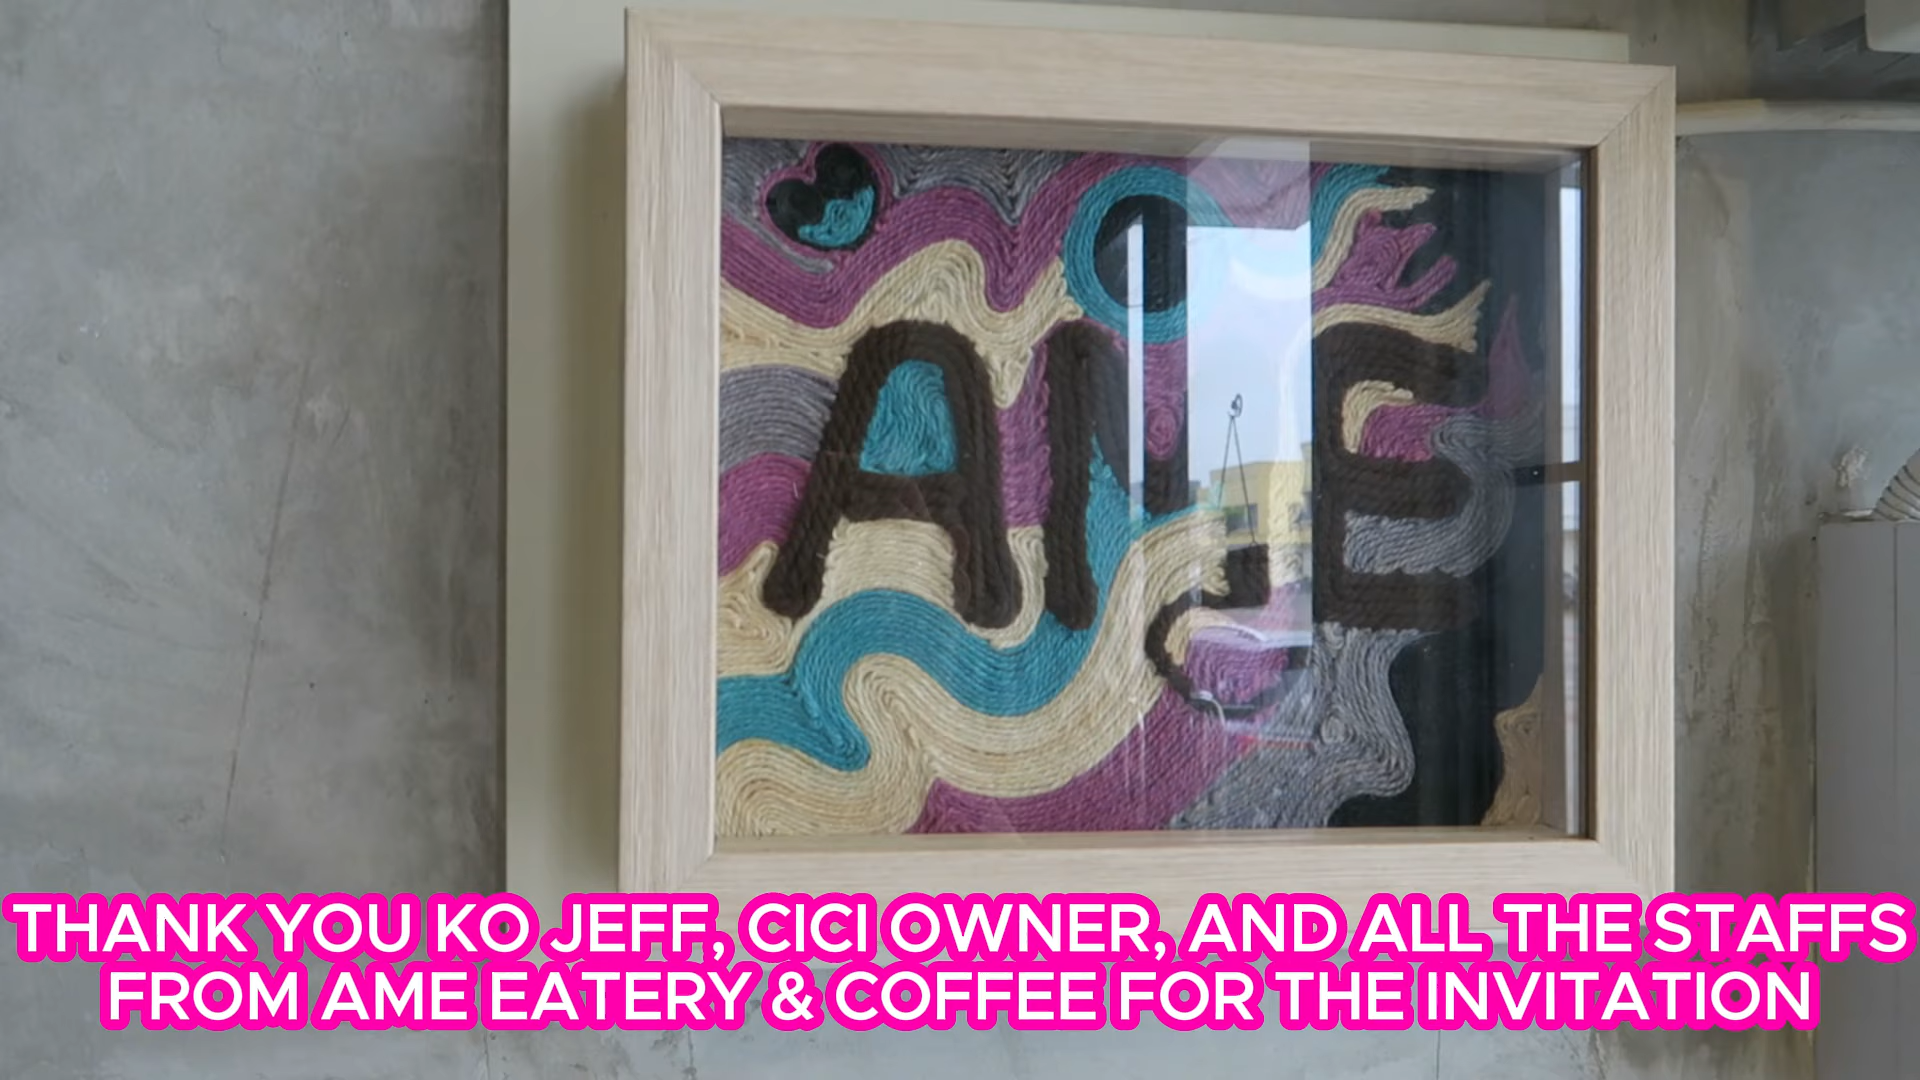 AME
THANK YOU KO JEFF, CICI OWNER, AND ALL THE STAFFS
FROM AME EATERY & COFFEE FOR THE INVITATION